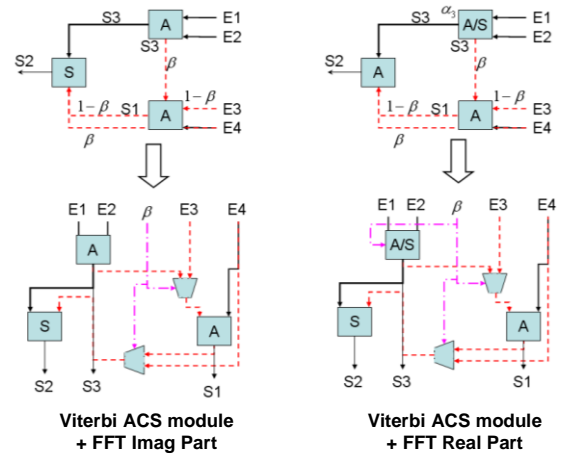 S3 A E1
E2
S3
S2
S β
1− β S1 1− β
A E3
β E4
α₃
S3 A/S E1
E2
S3
S2
A β
1− β S1 1− β
A E3
β E4
E1 E2 β E3 E4
A
S A
S2 S3 S1
Viterbi ACS module
+ FFT Imag Part
E1 E2 β E3 E4
A/S
S A
S2 S3 S1
Viterbi ACS module
+ FFT Real Part